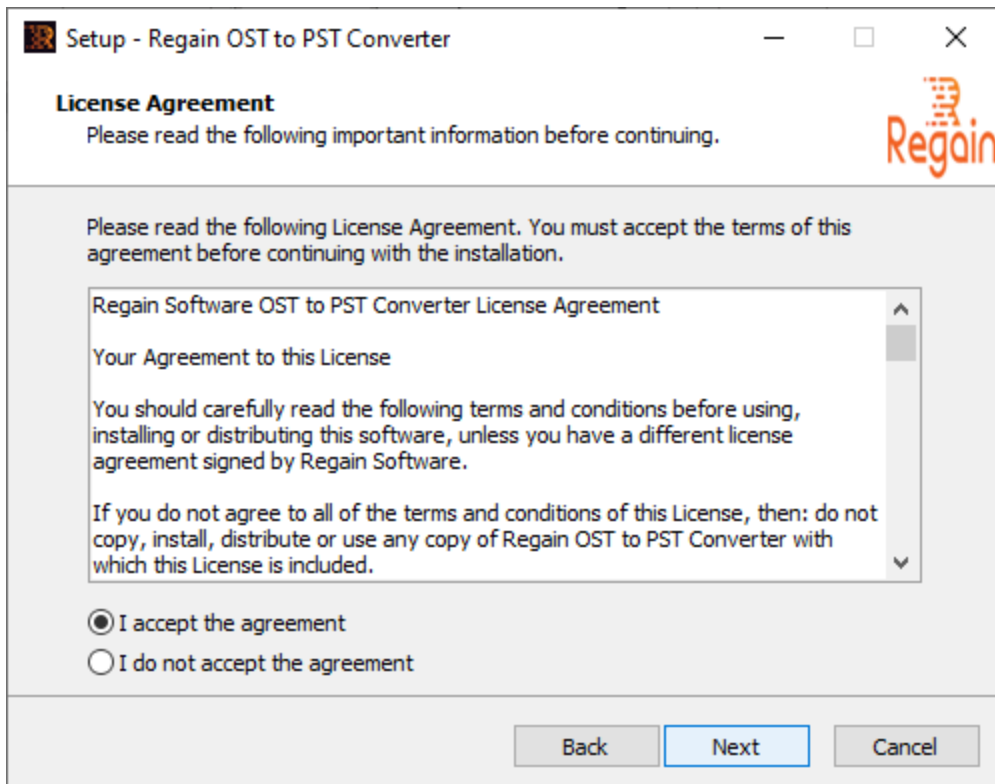 Setup - Regain OST to PST Converter
License Agreement
Please read the following important information before continuing.
Regain
Please read the following License Agreement. You must accept the terms of this
agreement before continuing with the installation.
Regain Software OST to PST Converter License Agreement
Your Agreement to this License
You should carefully read the following terms and conditions before using,
installing or distributing this software, unless you have a different license
agreement signed by Regain Software.
If you do not agree to all of the terms and conditions of this License, then: do not
copy, install, distribute or use any copy of Regain OST to PST Converter with
which this License is included.
I accept the agreement
I do not accept the agreement
Back
Next
Cancel